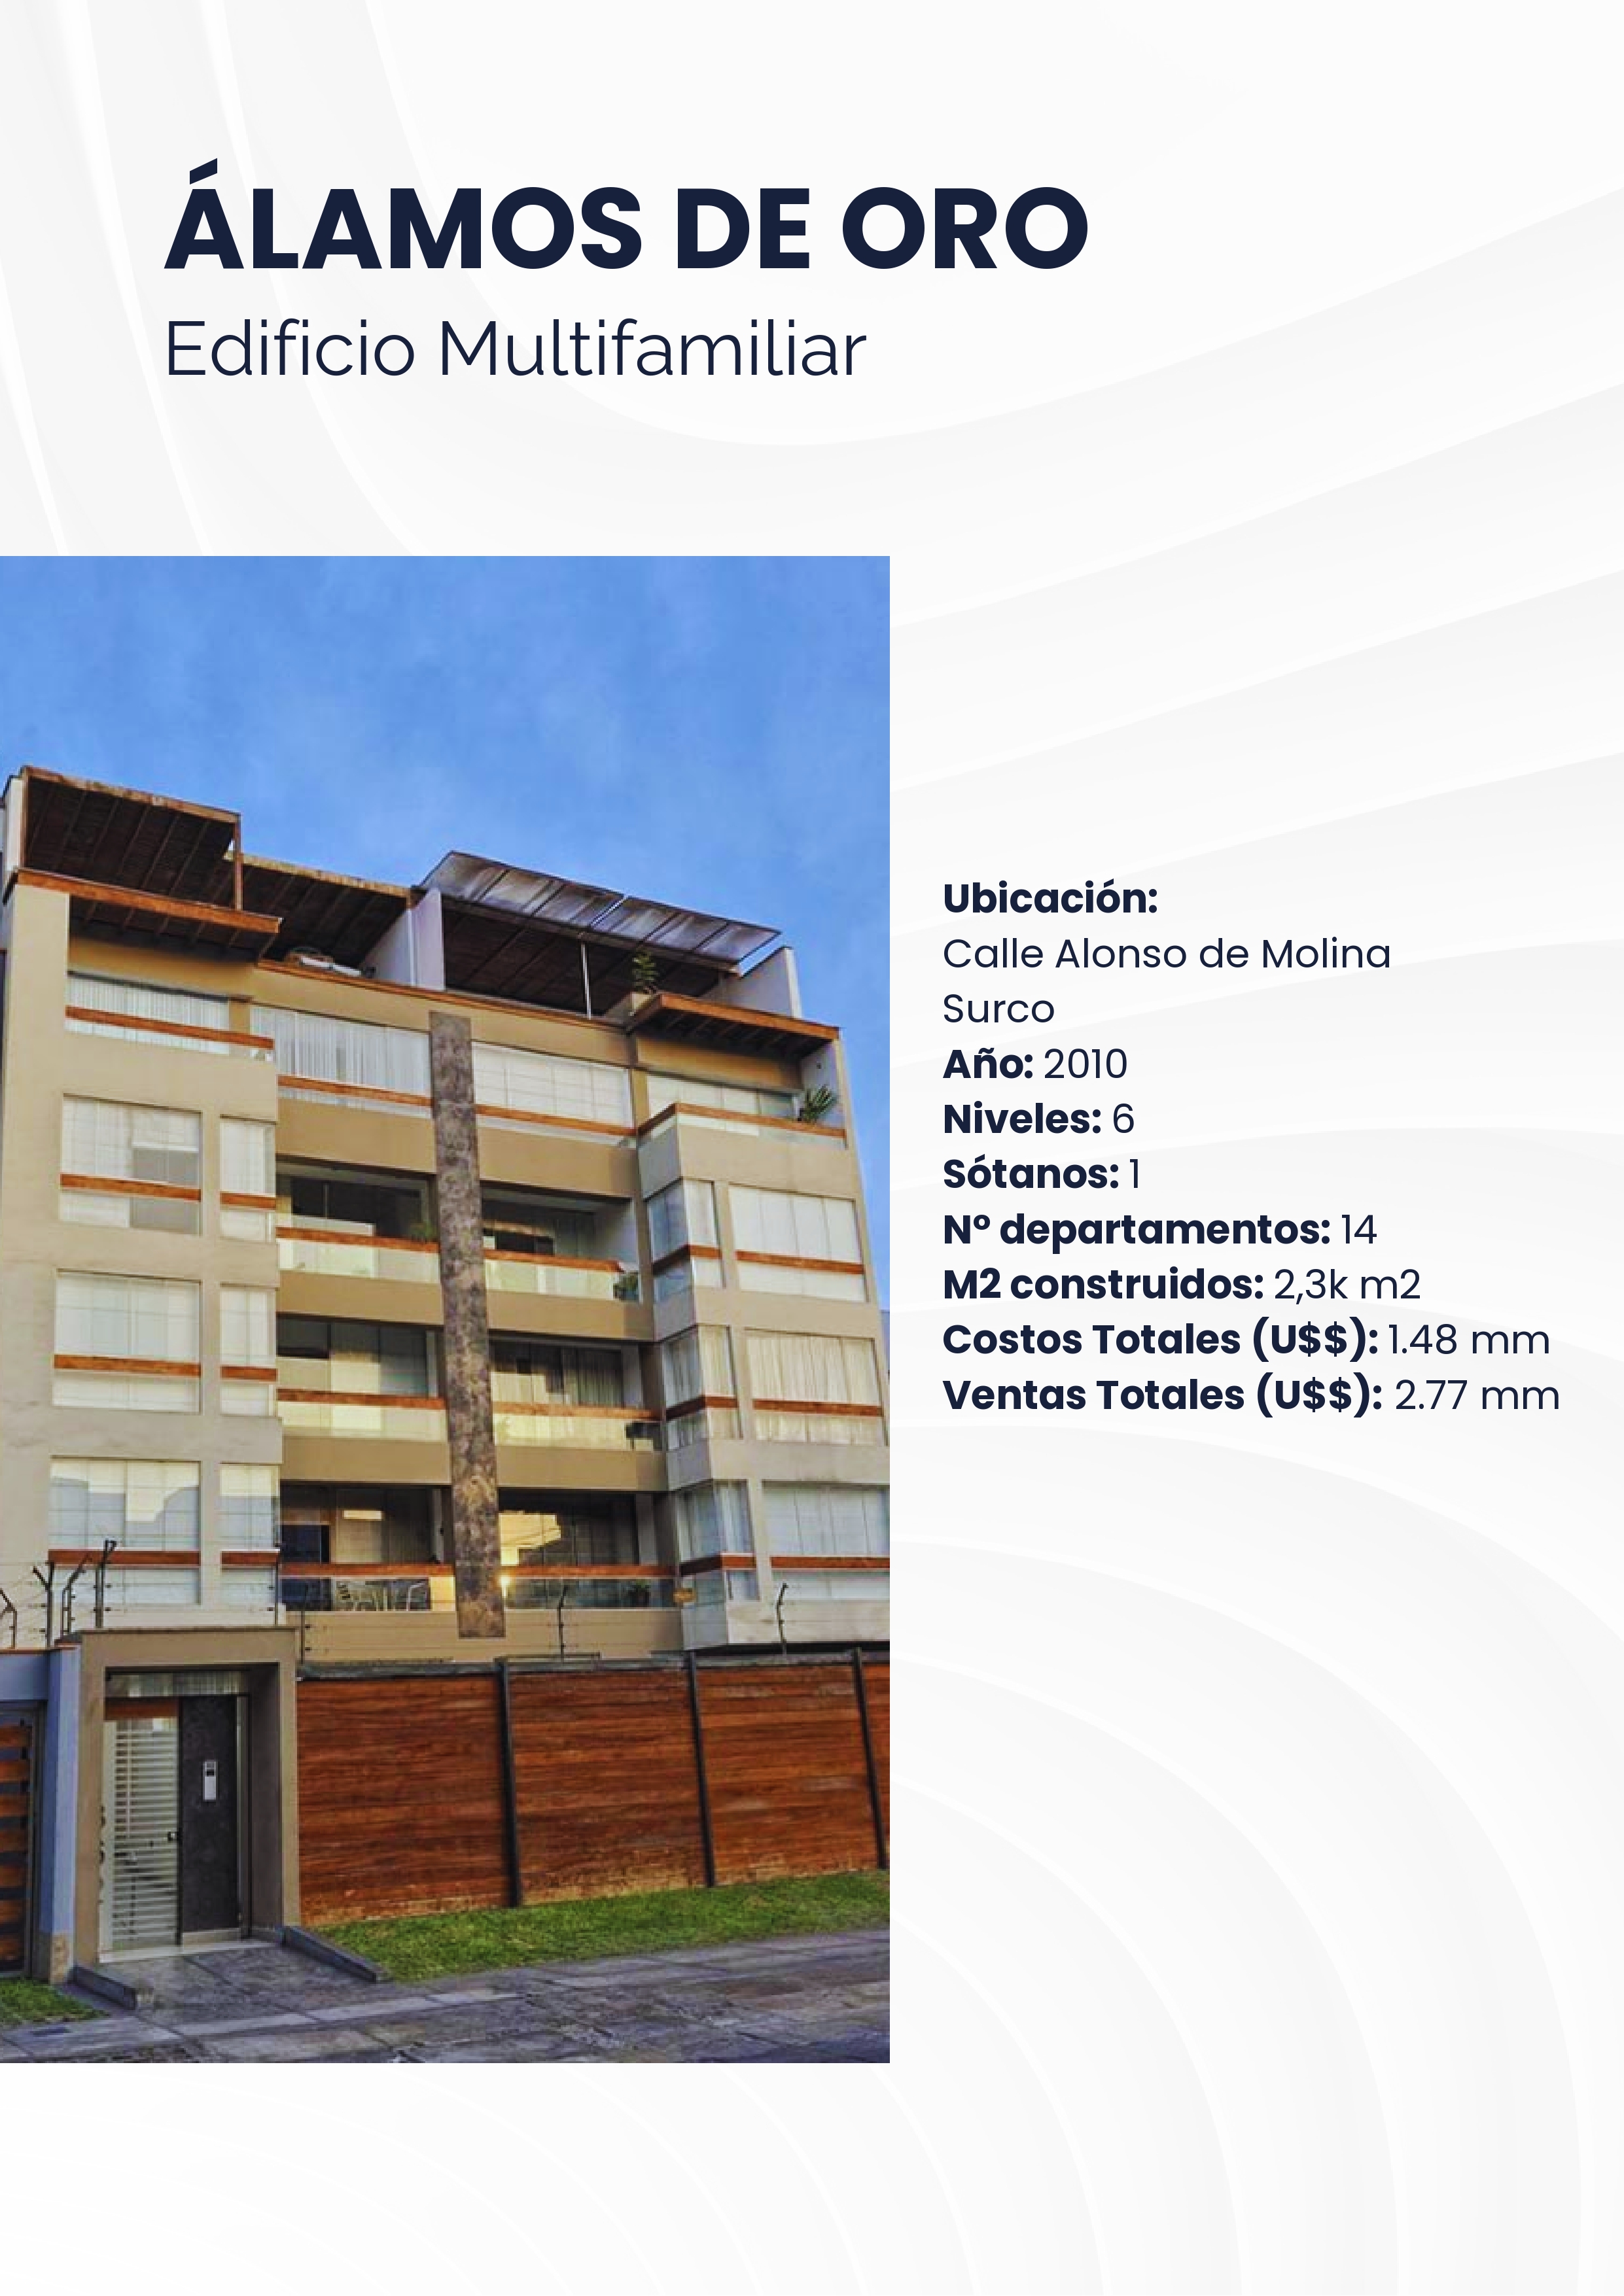 ÁLAMOS DE ORO
Edificio Multifamiliar
Ubicación:
Calle Alonso de Molina
Surco
Año: 2010
Niveles: 6
Sótanos: 1
Nº departamentos: 14
M2 construidos: 2,3k m2
Costos Totales (U$$): 1.48 mm
Ventas Totales (U$$): 2.77 mm